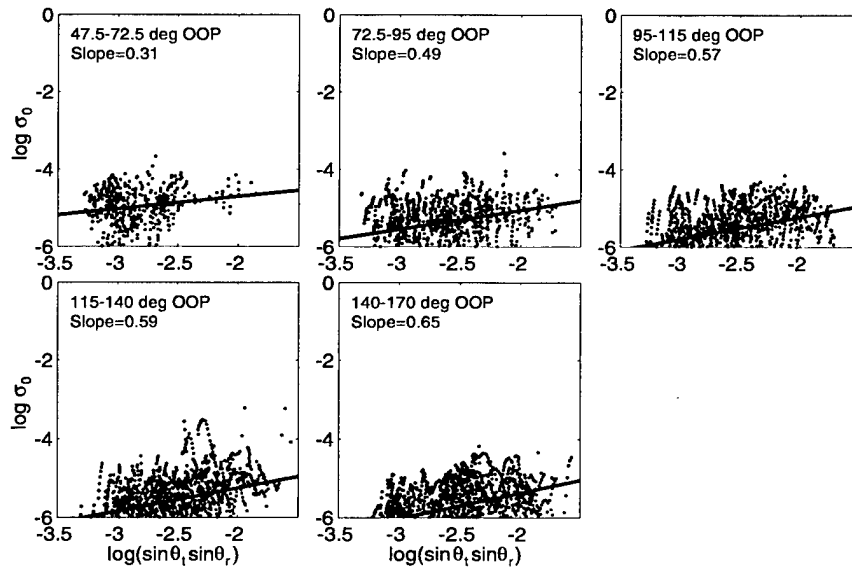 0
47.5-72.5 deg OOP
Slope=0.31
-2
log σ0
-4
-6
-3.5 -3 -2.5 -2
0
72.5-95 deg OOP
Slope=0.49
-2
-4
-6
-3.5 -3 -2.5 -2
0
95-115 deg OOP
Slope=0.57
-2
-4
-6
-3.5 -3 -2.5 -2
0
115-140 deg OOP
Slope=0.59
-2
log σ0
-4
-6
-3.5 -3 -2.5 -2
log(sinθt sinθr)
0
140-170 deg OOP
Slope=0.65
-2
-4
-6
-3.5 -3 -2.5 -2
log(sinθt sinθr)